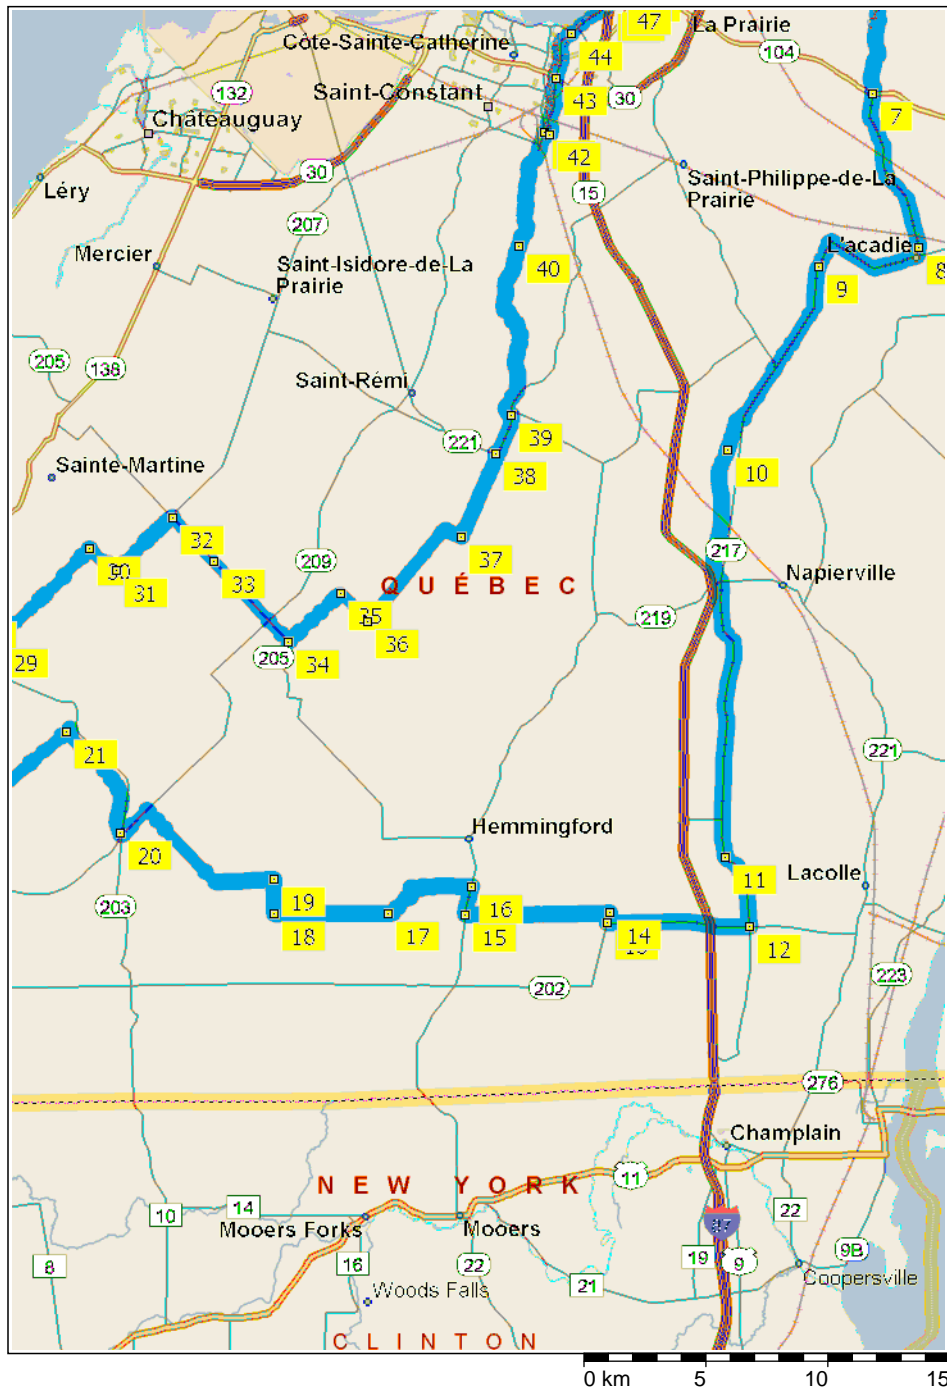 47
La Prairie
Côte-Sainte-Catherine
44
104
132
Saint-Constant
43
30
7
Châteauguay
42
30
Saint-Philippe-de-La
Prairie
Léry
15
207
Mercier
Saint-Isidore-de-La
Prairie
40
L'acadie
8
9
205
138
Saint-Rémi
39
221
38
10
Sainte-Martine
32
37
217
30
31
33
209
QUÉBEC
Napierville
35
36
219
29
34
205
21
221
Hemmingford
20
11
Lacolle
203
19
16
18
17
15
14
12
202
223
276
Champlain
NEW YORK
11
10
14
Mooers Forks
Mooers
87
22
8
16
22
19
9
9B
21
Coopersville
Woods Falls
CLINTON
0 km 5 10 15